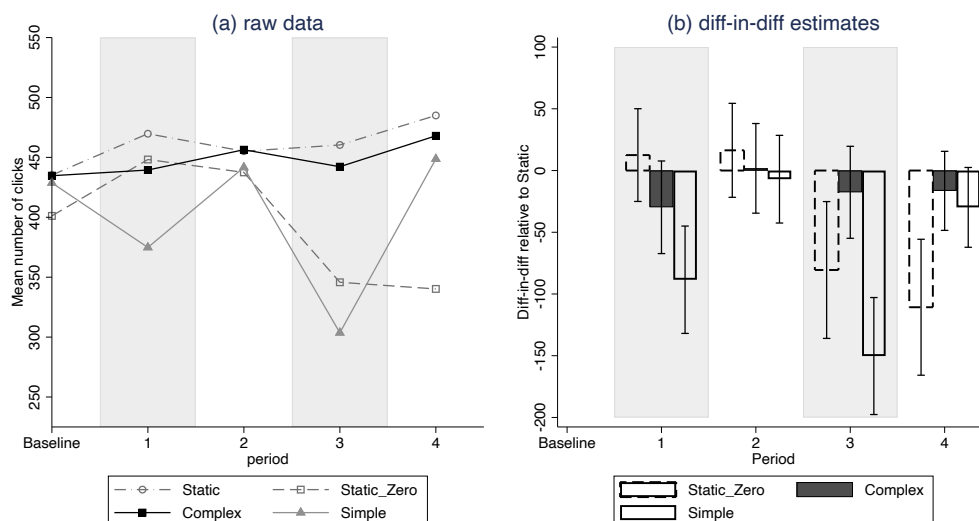 (a) raw data
Mean number of clicks
550
500
450
400
350
300
250
Baseline 1 2 3 4
period
Static Static_Zero
Complex Simple
(b) diff-in-diff estimates
Diff-in-diff relative to Static
100
50
0
-50
-100
-150
-200
Baseline 1 2 3 4
Period
Static_Zero Complex
Simple